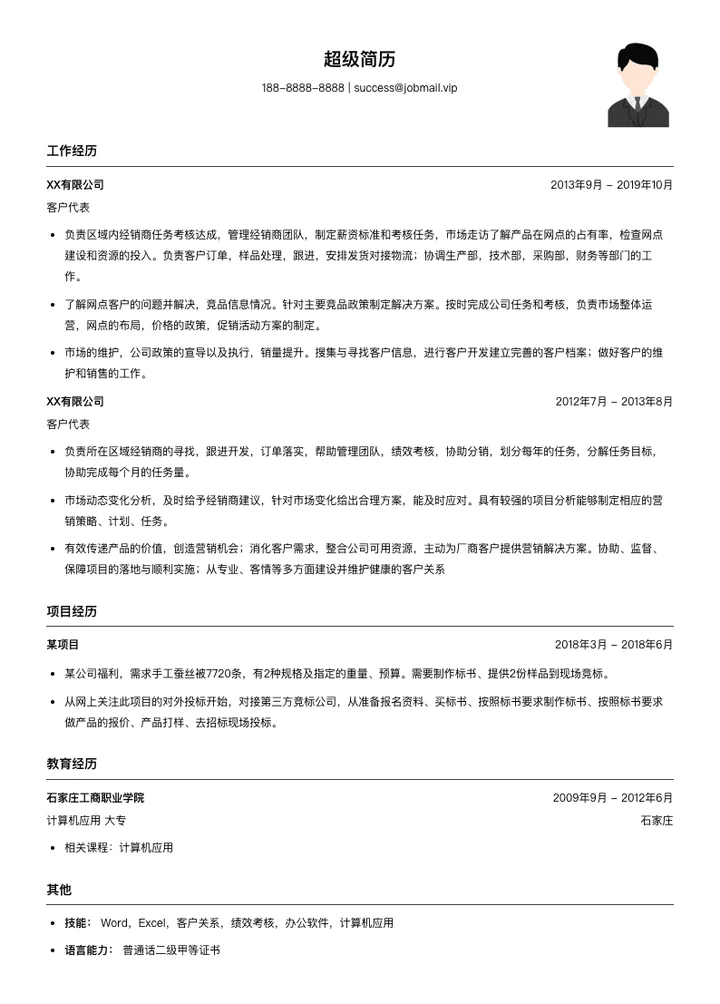 超级简历
188-8888-8888 | success@jobmail.vip
工作经历
XX有限公司 2013年9月 – 2019年10月
客户代表
• 负责区域内经销商任务考核达成，管理经销商团队，制定薪资标准和考核任务，市场走访了解产品在网点的占有率，检查网点
建设和资源的投入。负责客户订单，样品处理，跟进，安排发货对接物流；协调生产部，技术部，采购部，财务等部门的工
作。
• 了解网点客户的问题并解决，竞品信息情况。针对主要竞品政策制定解决方案。按时完成公司任务和考核，负责市场整体运
营，网点的布局，价格的政策，促销活动方案的制定。
• 市场的维护，公司政策的宣导以及执行，销量提升。搜集与寻找客户信息，进行客户开发建立完善的客户档案；做好客户的维
护和销售的工作。
XX有限公司 2012年7月 – 2013年8月
客户代表
• 负责所在区域经销商的寻找，跟进开发，订单落实，帮助管理团队，绩效考核，协助分销，划分每年的任务，分解任务目标，
协助完成每个月的任务量。
• 市场动态变化分析，及时给予经销商建议，针对市场变化给出合理方案，能及时应对。具有较强的项目分析能够制定相应的营
销策略、计划、任务。
• 有效传递产品的价值，创造营销机会；消化客户需求，整合公司可用资源，主动为厂商客户提供营销解决方案。协助、监督、
保障项目的落地与顺利实施；从专业、客情等多方面建设并维护健康的客户关系
项目经历
某项目 2018年3月 – 2018年6月
• 某公司福利，需求手工蚕丝被7720条，有2种规格及指定的重量、预算。需要制作标书、提供2份样品到现场竞标。
• 从网上关注此项目的对外投标开始，对接第三方竞标公司，从准备报名资料、买标书、按照标书要求制作标书、按照标书要求
做产品的报价、产品打样、去招标现场投标。
教育经历
石家庄工商职业学院 2009年9月 – 2012年6月
计算机应用 大专 石家庄
• 相关课程：计算机应用
其他
• 技能： Word，Excel，客户关系，绩效考核，办公软件，计算机应用
• 语言能力： 普通话二级甲等证书